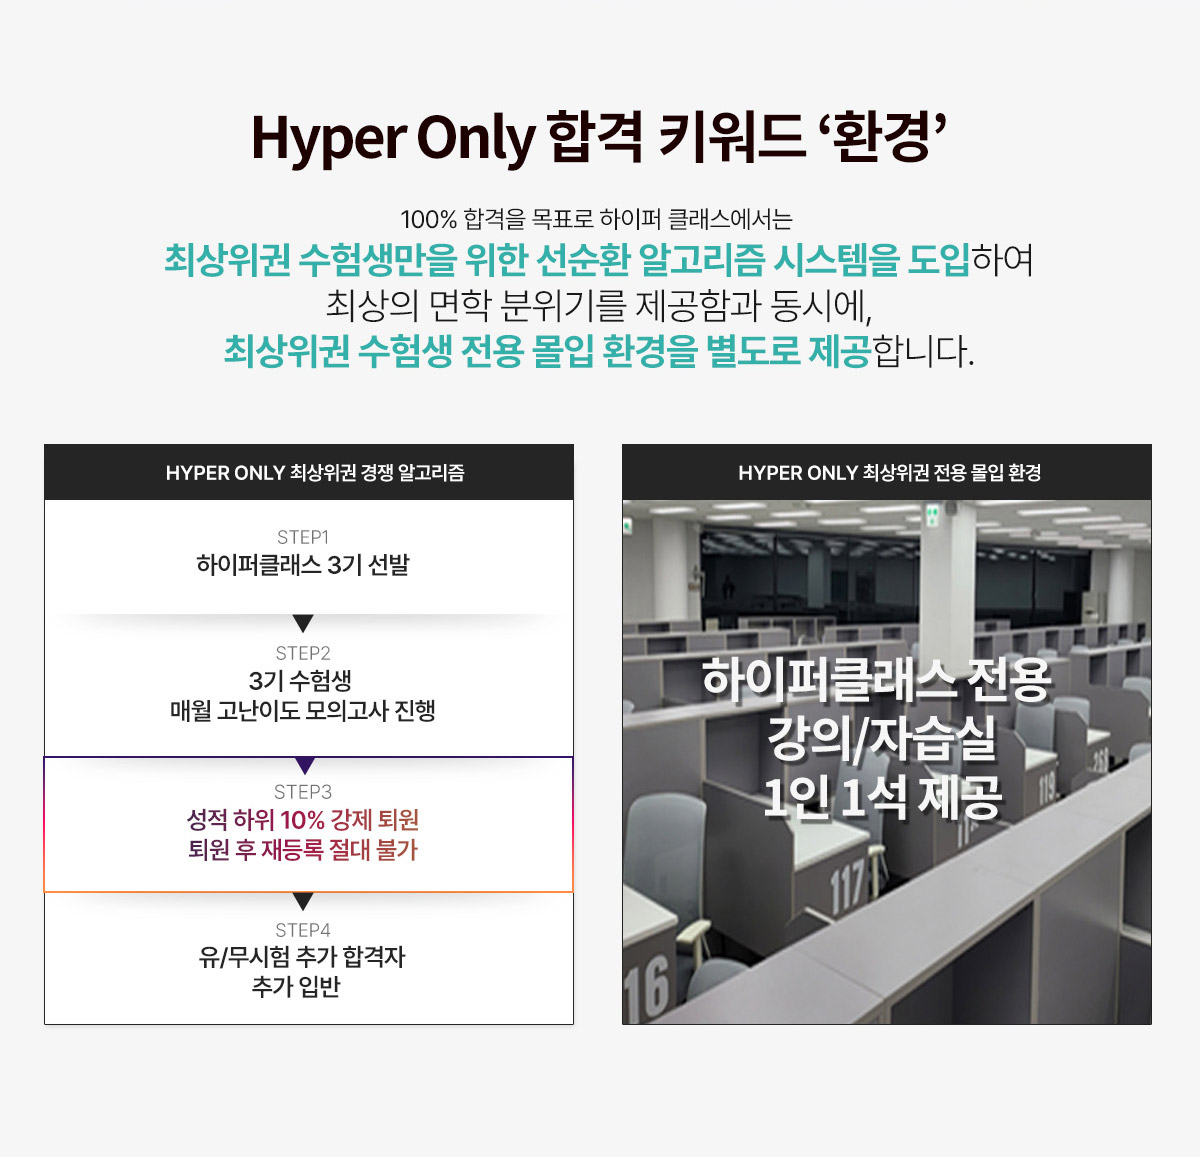 Hyper Only 합격 키워드 ‘환경’
100% 합격을 목표로 하이퍼 클래스에서는
최상위권 수험생만을 위한 선순환 알고리즘 시스템을 도입하여
최상의 면학 분위기를 제공함과 동시에,
최상위권 수험생 전용 몰입 환경을 별도로 제공합니다.
HYPER ONLY 최상위권 경쟁 알고리즘
STEP1
하이퍼클래스 3기 선발
STEP2
3기 수험생
매월 고난이도 모의고사 진행
STEP3
성적 하위 10% 강제 퇴원
퇴원 후 재등록 절대 불가
STEP4
유/무시험 추가 합격자
추가 입반
HYPER ONLY 최상위권 전용 몰입 환경
하이퍼클래스 전용
강의/자습실
1인 1석 제공
119
117
16